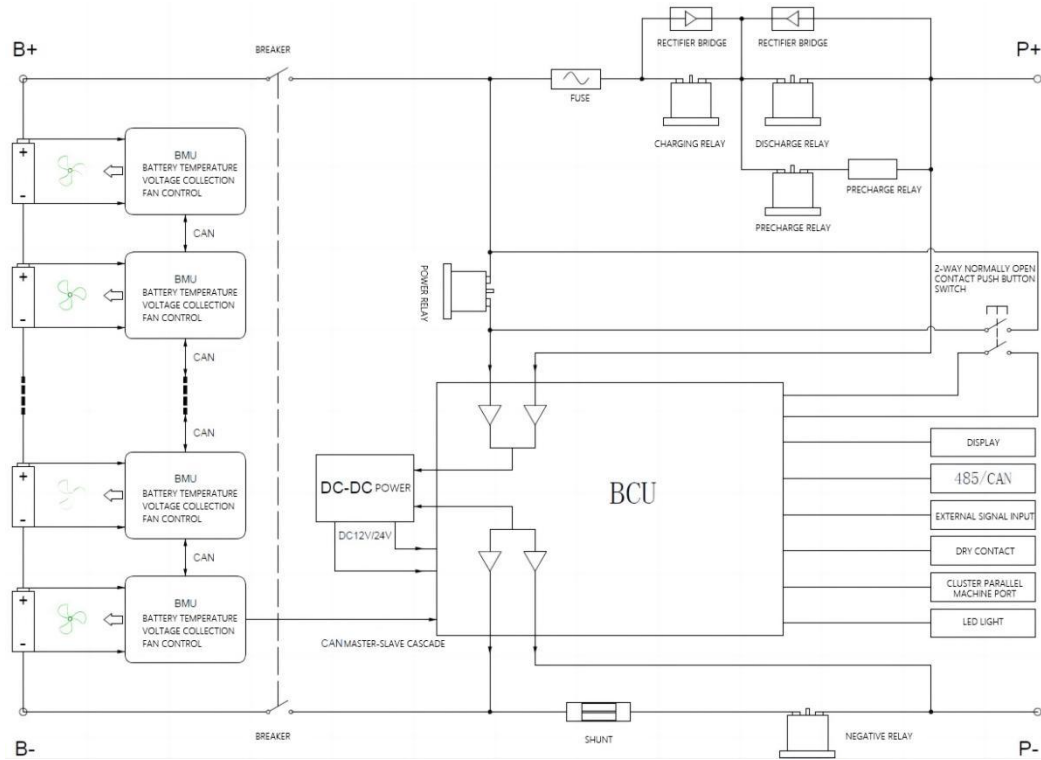 B+
BREAKER
RECTIFIER BRIDGE
RECTIFIER BRIDGE
P+
FUSE
CHARGING RELAY
DISCHARGE RELAY
PRECHARGE RELAY
PRECHARGE RELAY
+
-
BMU
BATTERY TEMPERATURE
VOLTAGE COLLECTION
FAN CONTROL
CAN
+
-
BMU
BATTERY TEMPERATURE
VOLTAGE COLLECTION
FAN CONTROL
CAN
POWER RELAY
2-WAY NORMALLY OPEN
CONTACT PUSH BUTTON
SWITCH
CAN
+
-
BMU
BATTERY TEMPERATURE
VOLTAGE COLLECTION
FAN CONTROL
CAN
+
-
BMU
BATTERY TEMPERATURE
VOLTAGE COLLECTION
FAN CONTROL
DC-DC POWER
DC12V/24V
BCU
DISPLAY
485/CAN
EXTERNAL SIGNAL INPUT
DRY CONTACT
CLUSTER PARALLEL
MACHINE PORT
LED LIGHT
CAN MASTER-SLAVE CASCADE
B-
BREAKER
SHUNT
NEGATIVE RELAY
P-